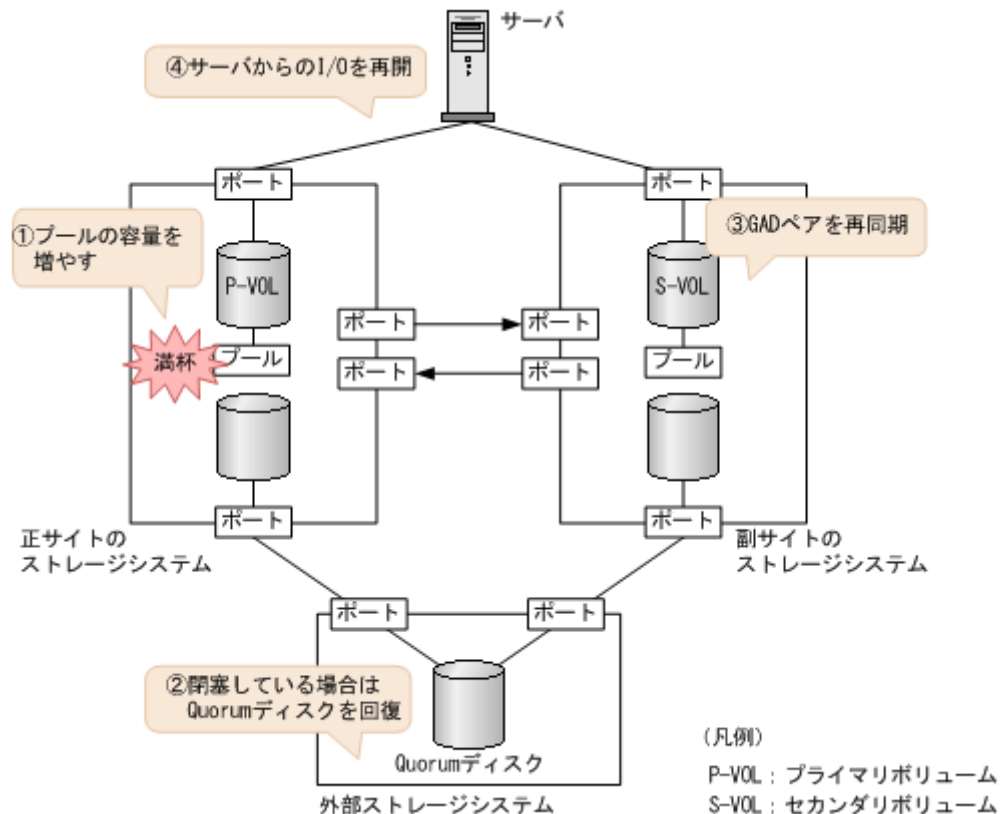 サーバ
④サーバからのI/Oを再開
ポート
ポート
①プールの容量を
増やす
③GADペアを再同期
P-VOL
S-VOL
ポート
ポート
満杯
プール
ポート
ポート
プール
ポート
ポート
正サイトの
ストレージシステム
副サイトの
ストレージシステム
ポート
ポート
②閉塞している場合は
Quorumディスクを回復
Quorumディスク
外部ストレージシステム
(凡例)
P-VOL : プライマリボリューム
S-VOL : セカンダリボリューム